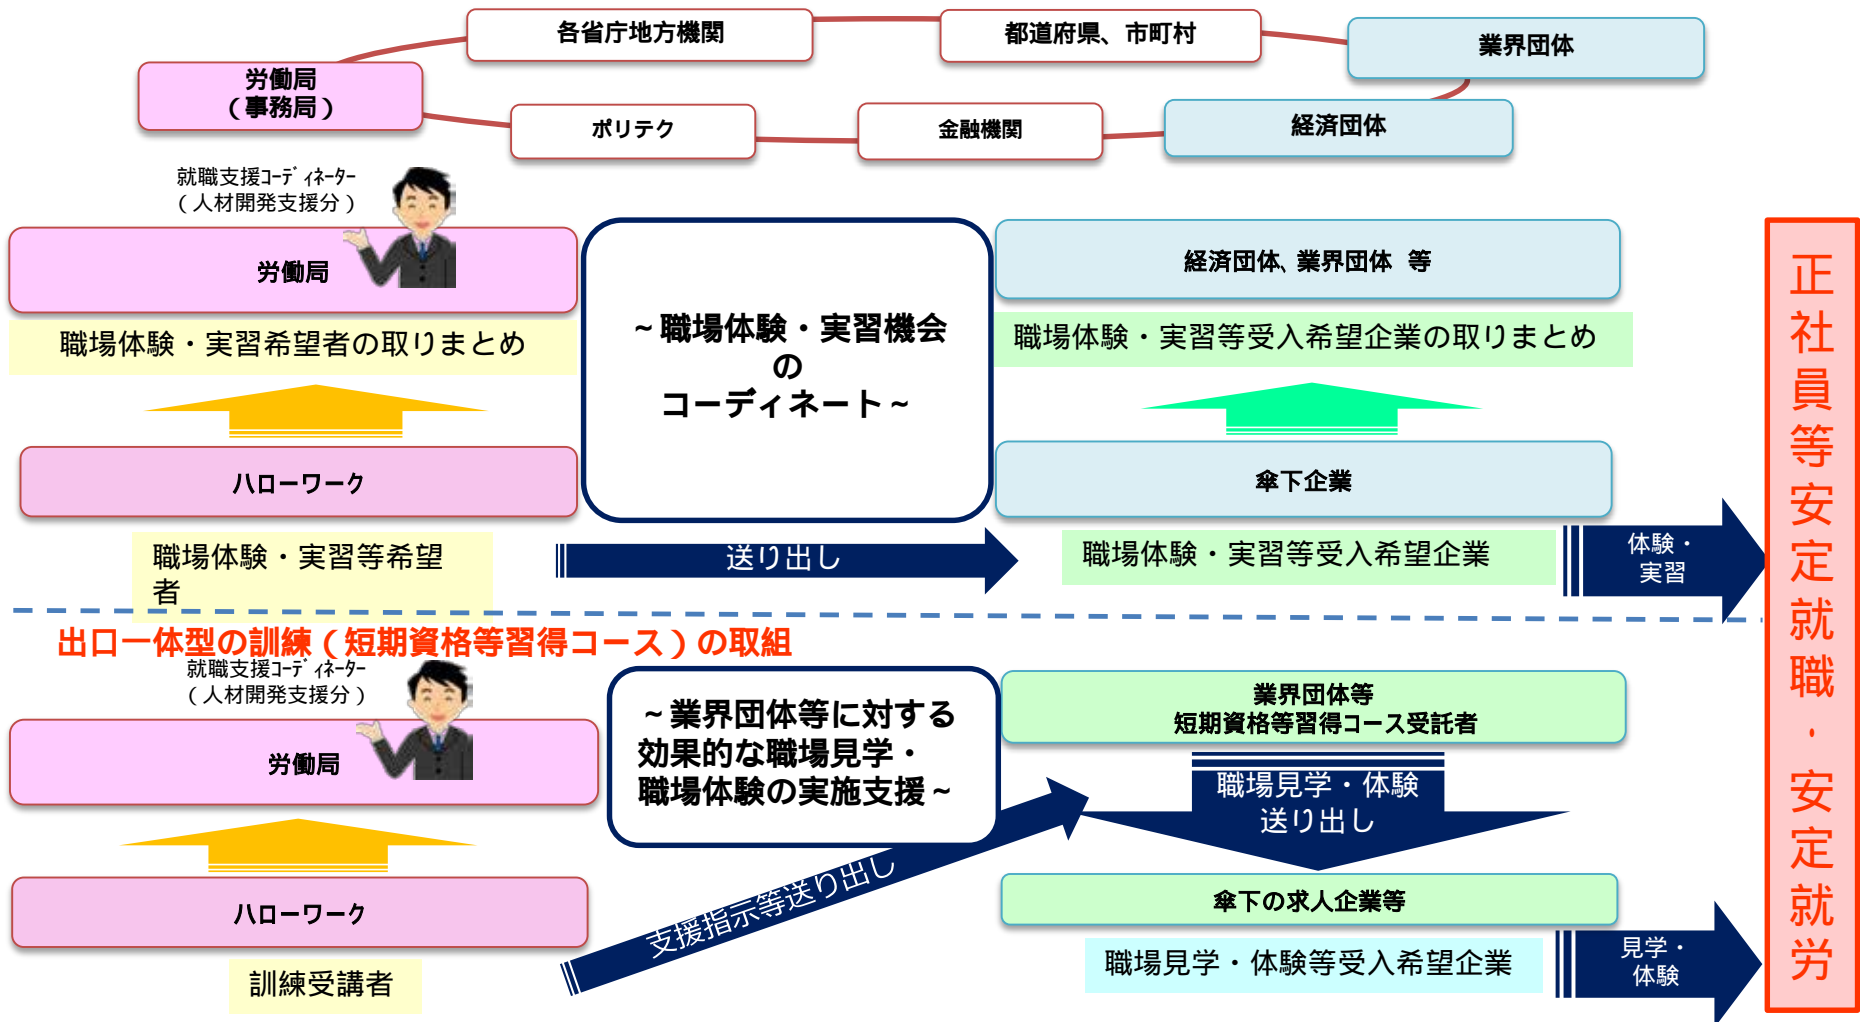 各省庁地方機関
都道府県、市町村
業界団体
労働局
（事務局）
ポリテク
金融機関
経済団体
就職支援ｺｰﾃﾞｨﾈｰﾀｰ
（人材開発支援分）
労働局
職場体験・実習希望者の取りまとめ
ハローワーク
職場体験・実習等希望
者
～職場体験・実習機会
の
コーディネート～
送り出し
経済団体、業界団体 等
職場体験・実習等受入希望企業の取りまとめ
傘下企業
職場体験・実習等受入希望企業
体験・
実習
正社員等安定就職・安定就労
出口一体型の訓練（短期資格等習得コース）の取組
就職支援ｺｰﾃﾞｨﾈｰﾀｰ
（人材開発支援分）
労働局
ハローワーク
訓練受講者
～業界団体等に対する
効果的な職場見学・
職場体験の実施支援～
支援指示等送り出し
業界団体等
短期資格等習得コース受託者
職場見学・体験
送り出し
傘下の求人企業等
職場見学・体験等受入希望企業
見学・
体験